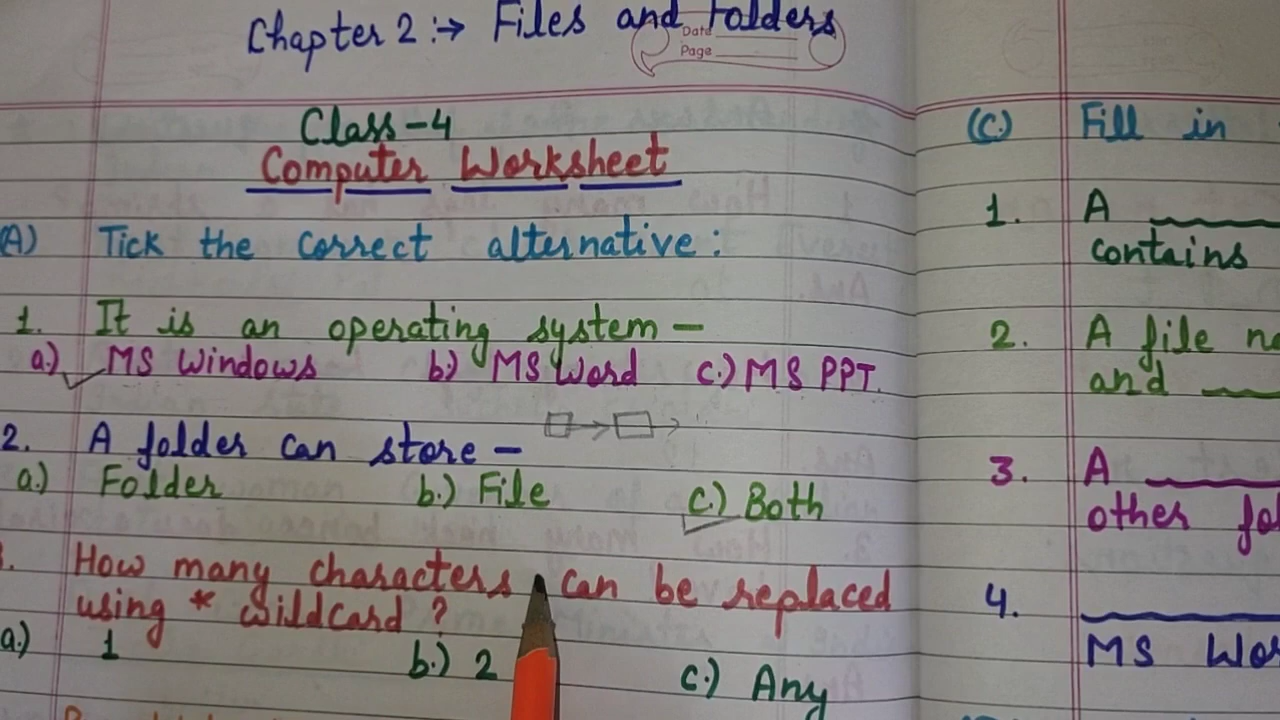 Chapter 2 :→ Files and Folders
Date
Page
Class-4
Computer Worksheet
(A) Tick the correct alternative :
1. It is an operating system -
a.) MS Windows b.) MS Word c.) MS PPT.
2. A folder can store -
a.) Folder b.) File c.) Both
How many characters can be replaced
using * wildcard ?
a.) 1 b.) 2 c.) Any
(C) Fill in
1. A
contains
2. A file
and
3. A
other
4.
MS